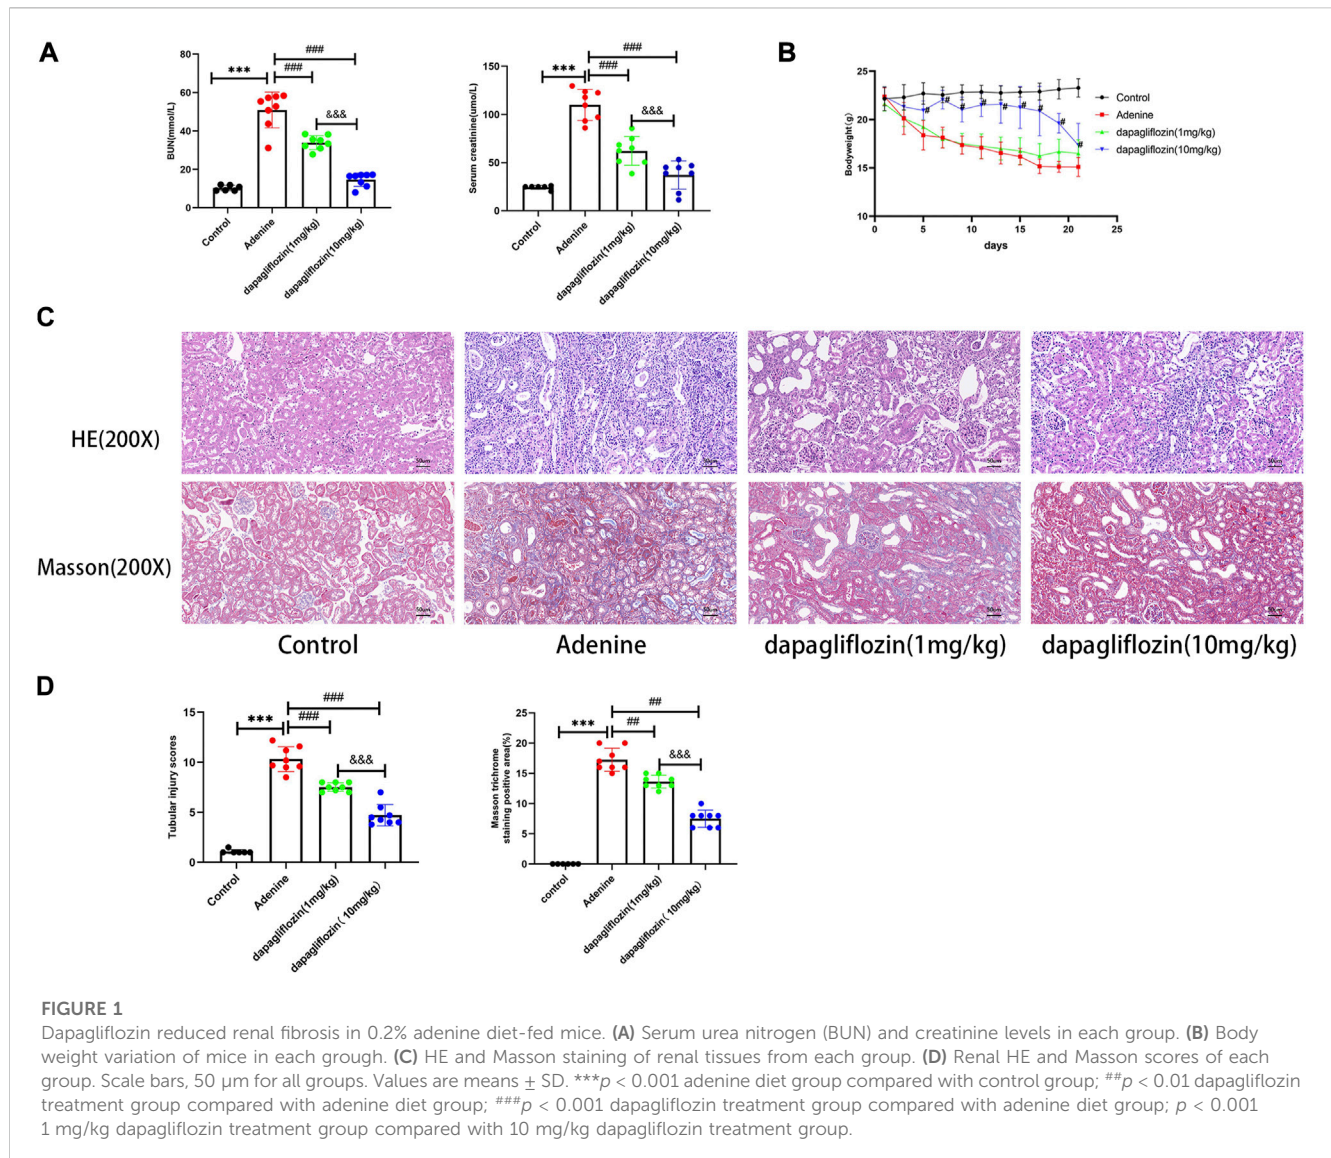 A
BUN(mmol/L)
80
60
40
20
0
***
###
###
&&&
Control
Adenine
dapagliflozin(1mg/kg)
dapagliflozin(10mg/kg)
Serum creatinine(umo/L)
150
100
50
0
***
###
###
&&&
Control
Adenine
dapagliflozin(1mg/kg)
dapagliflozin(10mg/kg)
B
Bodyweight(g)
25
20
15
10
0
5
10
15
20
25
days
# # # # # # # # #
Control
Adenine
dapagliflozin(1mg/kg)
dapagliflozin(10mg/kg)
C
HE(200X)
50um
50um
50um
50um
Masson(200X)
50um
50um
50um
50um
Control
Adenine
dapagliflozin(1mg/kg)
dapagliflozin(10mg/kg)
D
Tubular injury scores
15
10
5
0
***
###
###
&&&
Control
Adenine
dapagliflozin(1mg/kg)
dapagliflozin( 10mg/kg)
Masson trichrome
staining positive area(%)
25
20
15
10
5
0
***
##
##
&&&
control
Adenine
dapagliflozin(1mg/kg)
dapagliflozin( 10mg/kg)
FIGURE 1
Dapagliflozin reduced renal fibrosis in 0.2% adenine diet-fed mice. (A) Serum urea nitrogen (BUN) and creatinine levels in each group. (B) Body
weight variation of mice in each grough. (C) HE and Masson staining of renal tissues from each group. (D) Renal HE and Masson scores of each
group. Scale bars, 50 µm for all groups. Values are means ± SD. ***p < 0.001 adenine diet group compared with control group; ##p < 0.01 dapagliflozin
treatment group compared with adenine diet group; ###p < 0.001 dapagliflozin treatment group compared with adenine diet group; p < 0.001
1 mg/kg dapagliflozin treatment group compared with 10 mg/kg dapagliflozin treatment group.